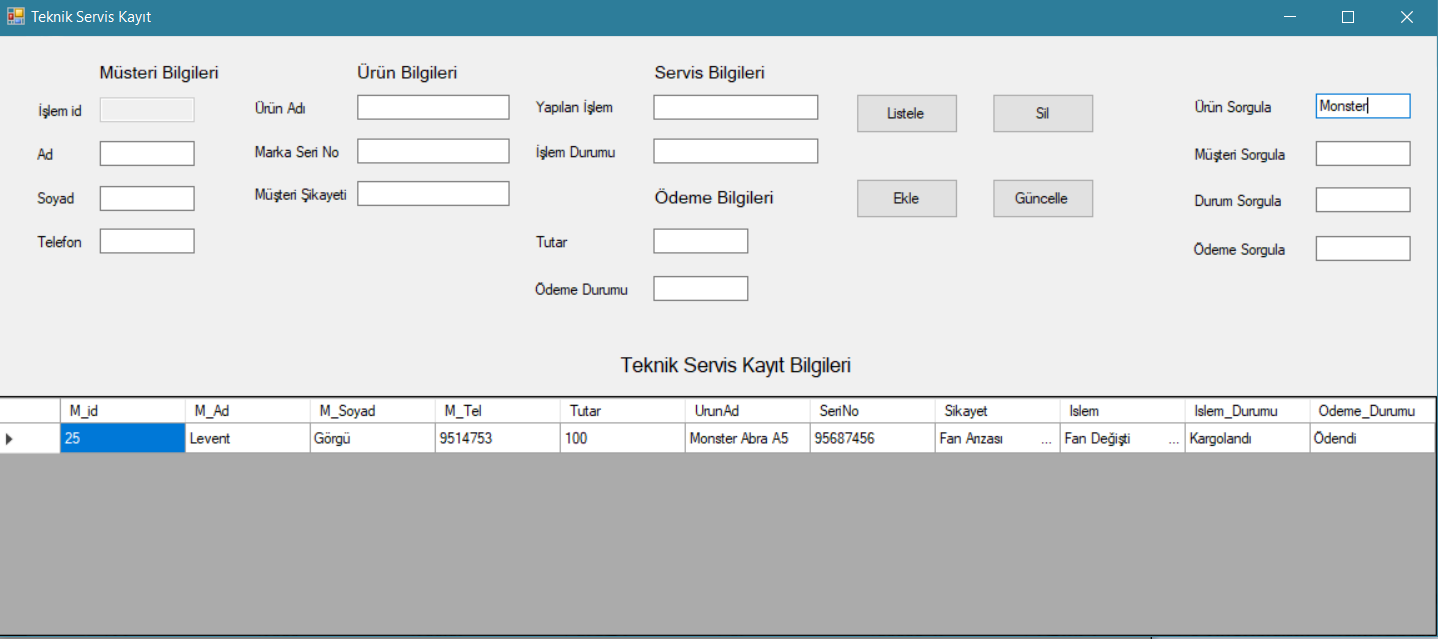 Teknik Servis Kayıt
Müsteri Bilgileri Ürün Bilgileri Servis Bilgileri
İşlem id Ürün Adı Yapılan İşlem Listele Sil Ürün Sorgula Monster
Ad Marka Seri No İşlem Durumu Müşteri Sorgula
Soyad Müşteri Şikayeti Ödeme Bilgileri Ekle Güncelle Durum Sorgula
Telefon Tutar Ödeme Sorgula
Ödeme Durumu
Teknik Servis Kayıt Bilgileri
M_id M_Ad M_Soyad M_Tel Tutar UrunAd SeriNo Sikayet Islem Islem_Durumu Odeme_Durumu
25 Levent Görgü 9514753 100 Monster Abra A5 95687456 Fan Arızası ... Fan Değişti ... Kargolandı Ödendi